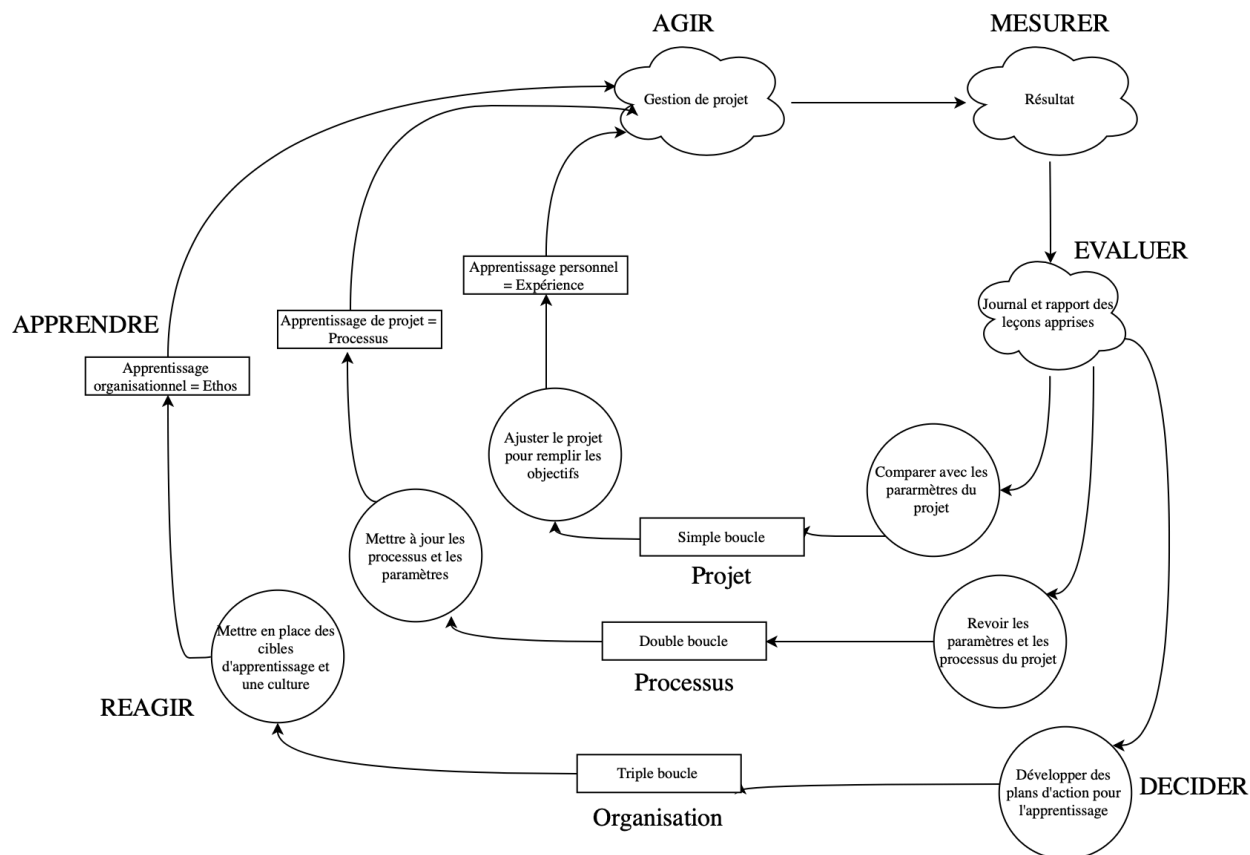 AGIR
MESURER
Gestion de projet
Résultat
EVALUER
Journal et rapport des
leçons apprises
Apprentissage personnel
= Expérience
Apprentissage de projet =
Processus
APPRENDRE
Apprentissage
organisationnel = Ethos
Ajuster le projet
pour remplir les
objectifs
Comparer avec les
pararmètres du
projet
Simple boucle
Projet
Mettre à jour les
processus et les
paramètres
Revoir les
paramètres et les
processus du projet
Double boucle
Processus
Mettre en place des
cibles
d'apprentissage et
une culture
REAGIR
Triple boucle
Organisation
Développer des
plans d'action pour
l'apprentissage
DECIDER